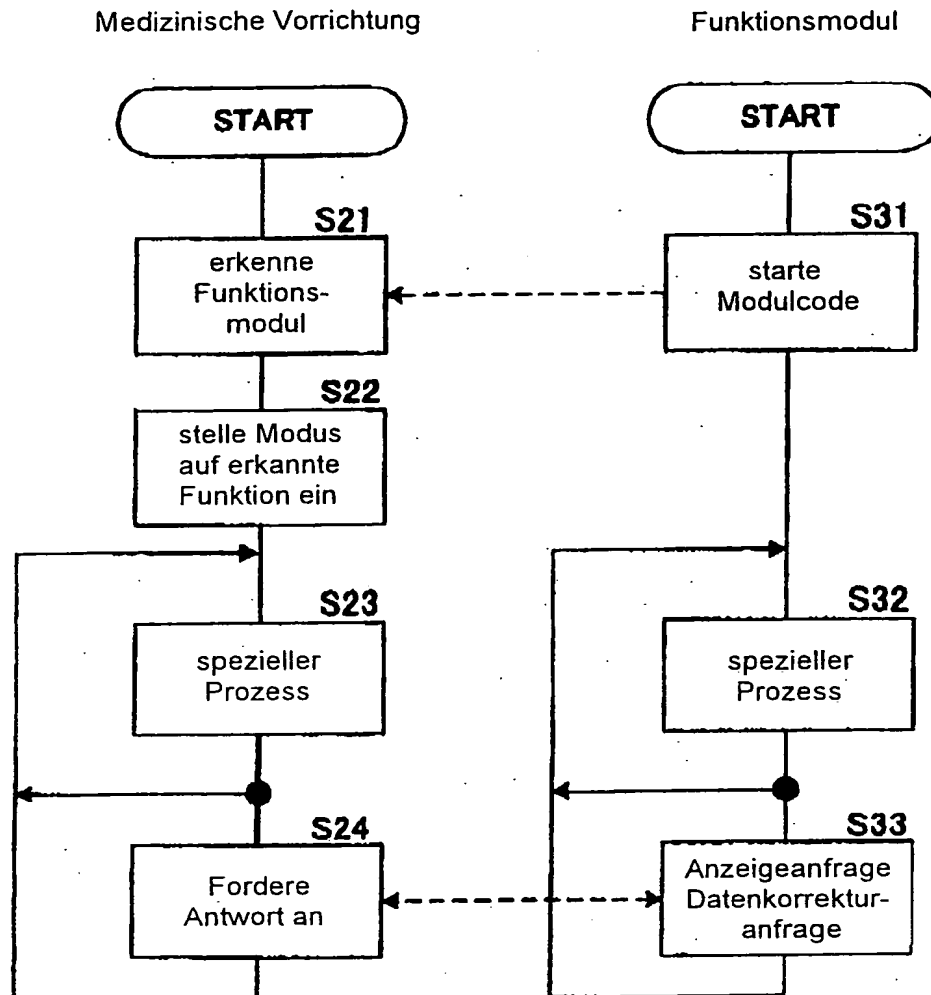 Medizinische Vorrichtung
Funktionsmodul
START
START
S21
erkenne
Funktions-
modul
S31
starte
Modulcode
S22
stelle Modus
auf erkannte
Funktion ein
S23
spezieller
Prozess
S32
spezieller
Prozess
S24
Fordere
Antwort an
S33
Anzeigeanfrage
Datenkorrektur-
anfrage